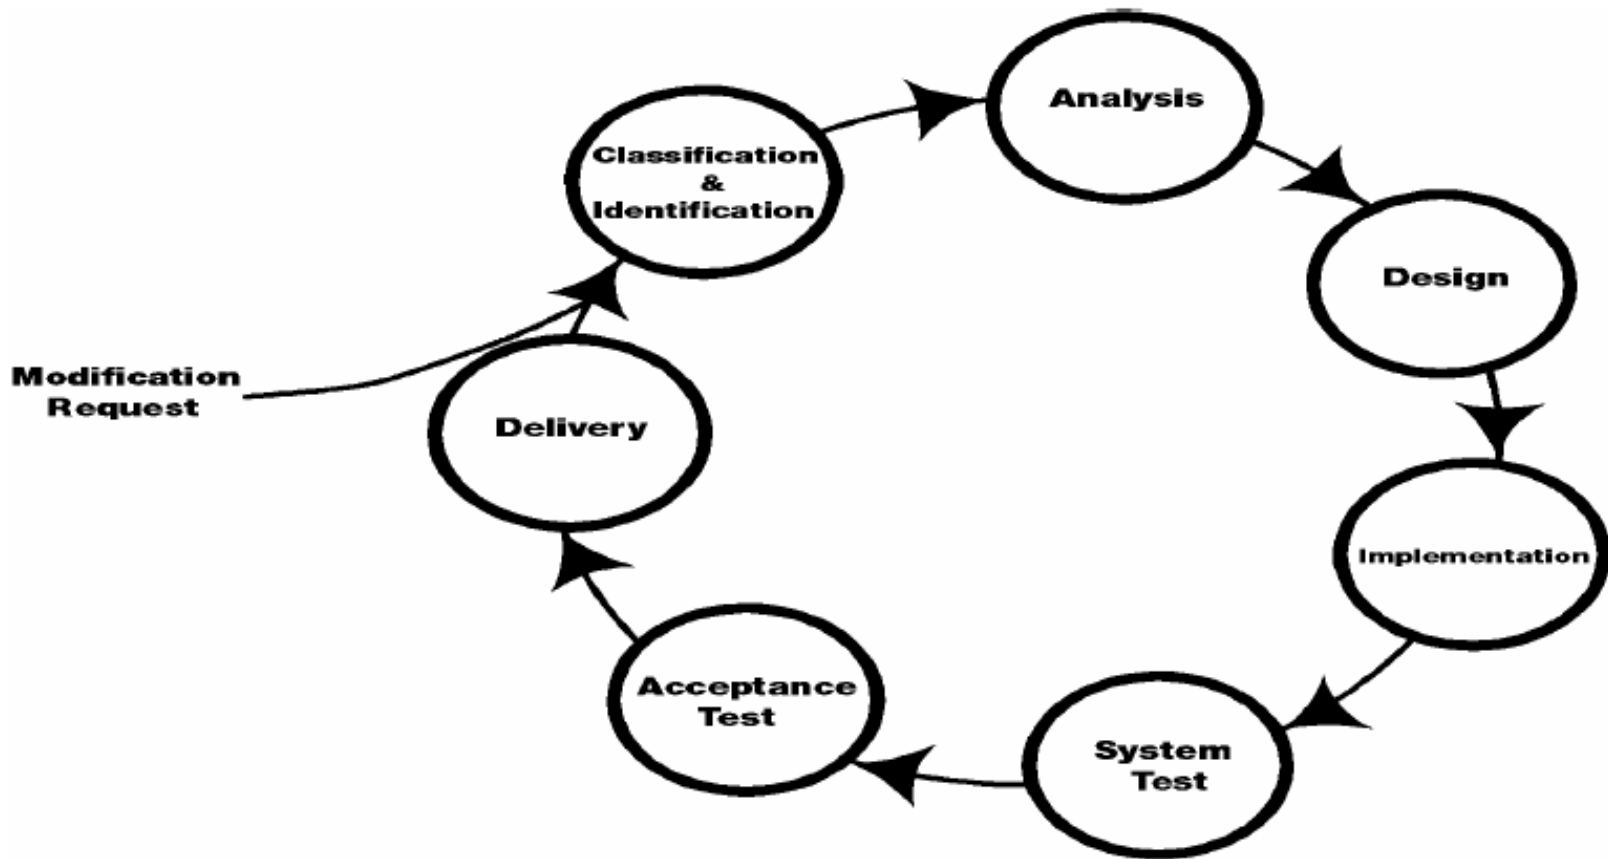 Analysis
Classification
&
Identification
Design
Modification
Request
Delivery
Implementation
Acceptance
Test
System
Test